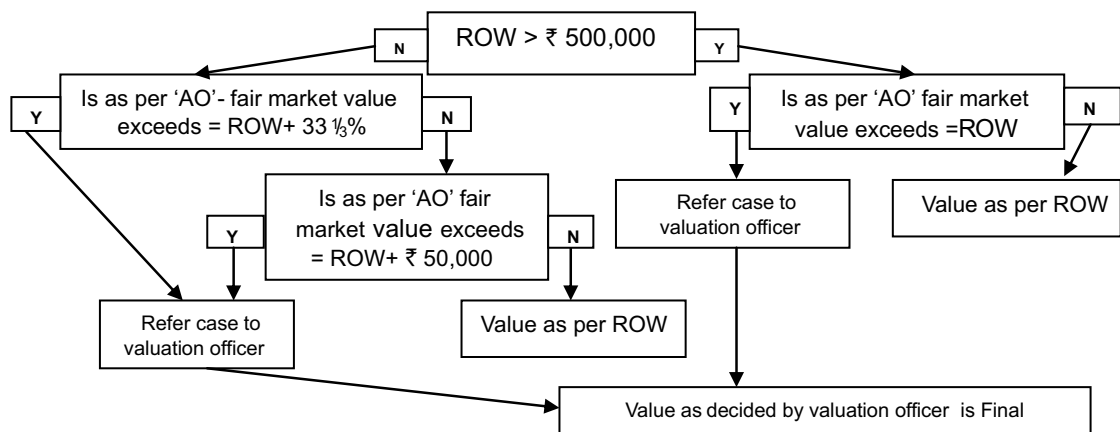 ROW > ₹ 500,000
N
Y
Y
Is as per ‘AO’- fair market value
exceeds = ROW+ 33 ⅓%
N
Y
Is as per ‘AO’ fair market
value exceeds =ROW
N
Y
Is as per ‘AO’ fair
market value exceeds
= ROW+ ₹ 50,000
N
Refer case to
valuation officer
Value as per ROW
Refer case to
valuation officer
Value as per ROW
Value as decided by valuation officer is Final